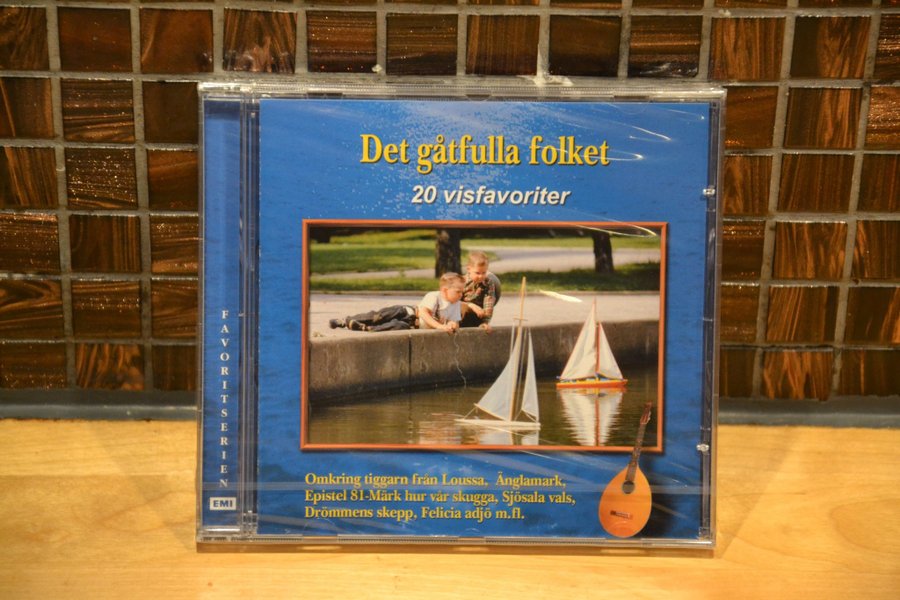 Det gåtfulla folket
20 visfavoriter
Omkring tiggarn från Loussa, Änglamark,
Epistel 81-Märk hur vår skugga, Sjösala vals,
Drömmens skepp, Felicia adjö m.fl.
FAVORITSERIEN
EMI